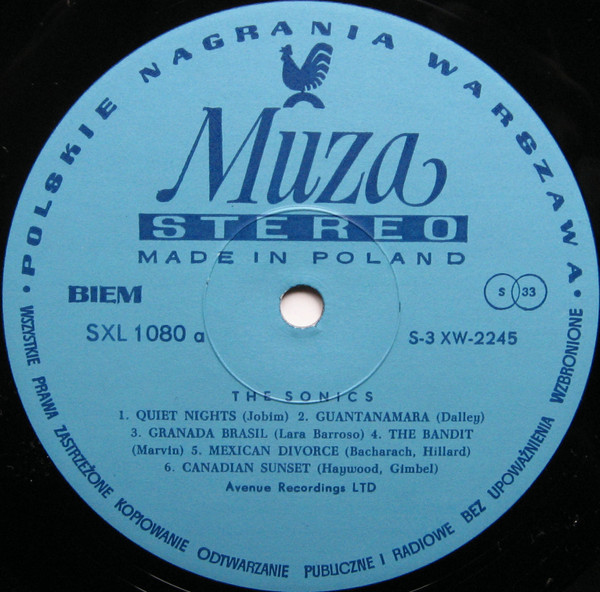 • POLSKIE NAGRANIA WARSZAWA •
Muza
STEREO
MADE IN POLAND
BIEM
S 33
SXL 1080 a
S-3 XW-2245
THE SONICS
1. QUIET NIGHTS (Jobim) 2. GUANTANAMARA (Dalley)
3. GRANADA BRASIL (Lara Barroso) 4. THE BANDIT
(Marvin) 5. MEXICAN DIVORCE (Bacharach, Hillard)
6. CANADIAN SUNSET (Haywood, Gimbel)
Avenue Recordings LTD
WSZYSTKIE PRAWA ZASTRZEŻONE KOPIOWANIE ODTWARZANIE PUBLICZNE I RADIOWE BEZ UPOWAŻNIENIA WZBRONIONE